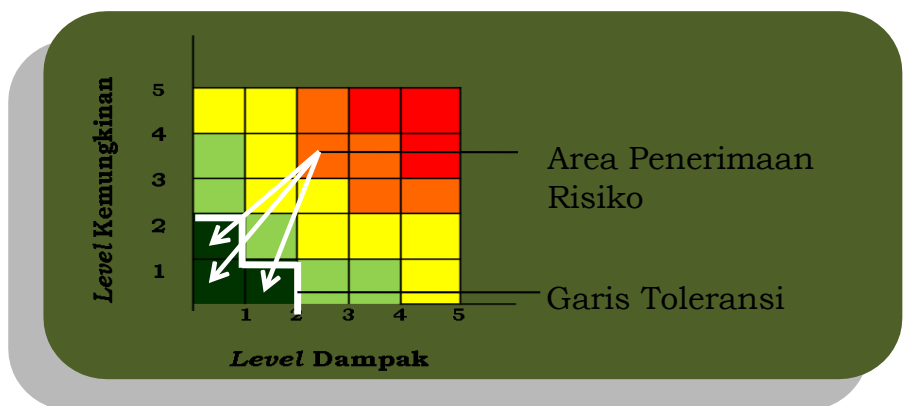 Level Kemungkinan
5
4
3
2
1
1 2 3 4 5
Level Dampak
Area Penerimaan
Risiko
Garis Toleransi